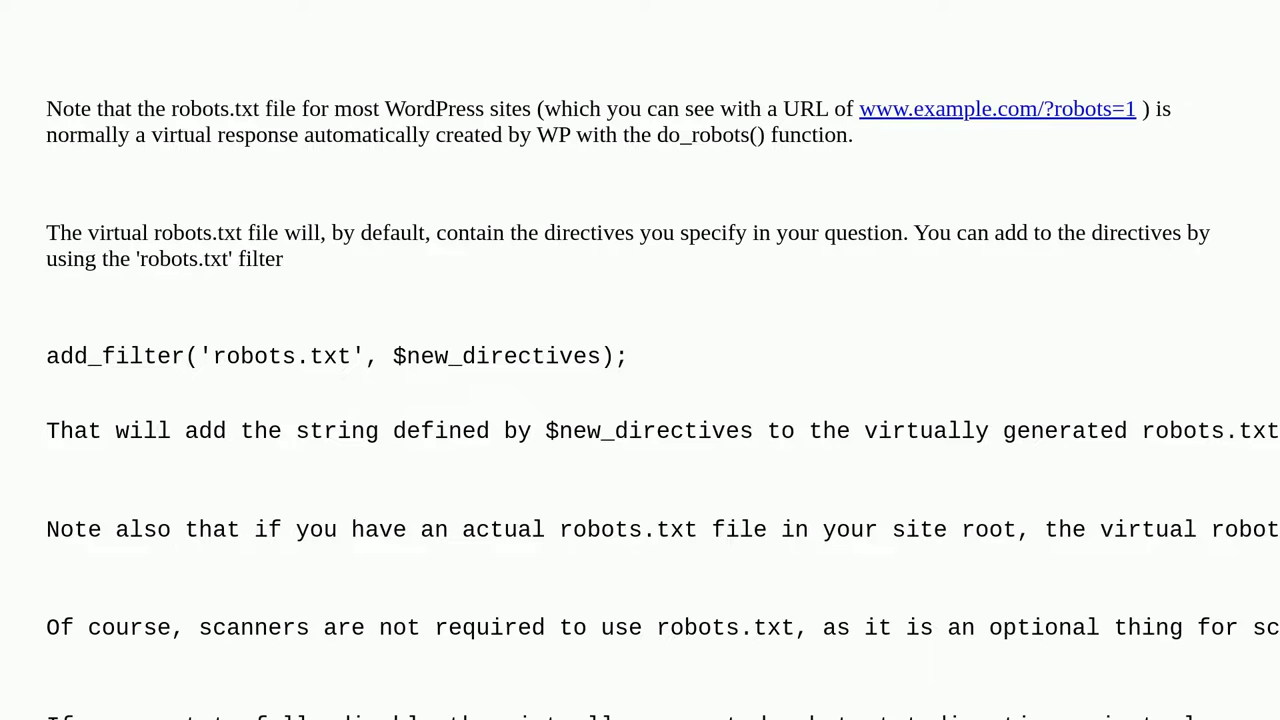 Note that the robots.txt file for most WordPress sites (which you can see with a URL of www.example.com/?robots=1 ) is
normally a virtual response automatically created by WP with the do_robots() function.
The virtual robots.txt file will, by default, contain the directives you specify in your question. You can add to the directives by
using the 'robots.txt' filter
add_filter('robots.txt', $new_directives);
That will add the string defined by $new_directives to the virtually generated robots.txt
Note also that if you have an actual robots.txt file in your site root, the virtual robot
Of course, scanners are not required to use robots.txt, as it is an optional thing for sc